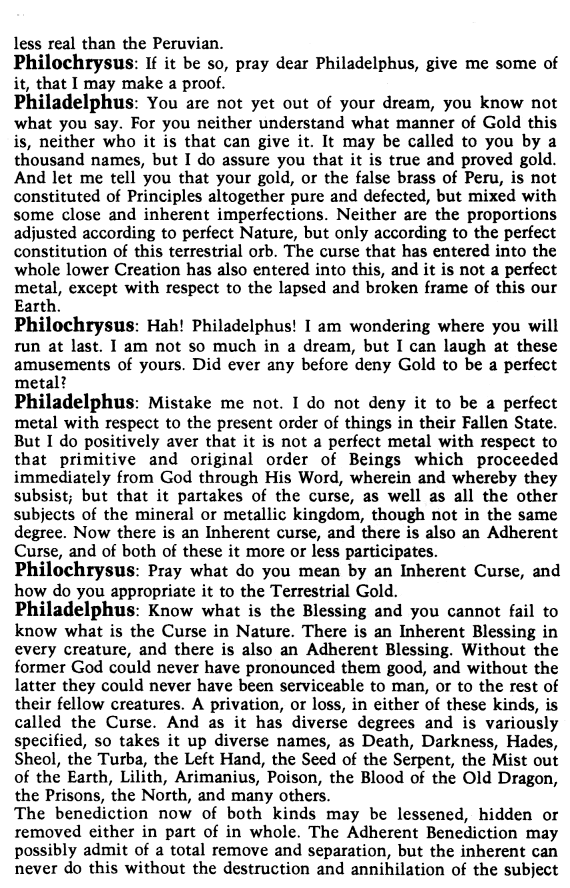 less real than the Peruvian.
Philochrysus: If it be so, pray dear Philadelphus, give me some of
it, that I may make a proof.
Philadelphus: You are not yet out of your dream, you know not
what you say. For you neither understand what manner of Gold this
is, neither who it is that can give it. It may be called to you by a
thousand names, but I do assure you that it is true and proved gold.
And let me tell you that your gold, or the false brass of Peru, is not
constituted of Principles altogether pure and defected, but mixed with
some close and inherent imperfections. Neither are the proportions
adjusted according to perfect Nature, but only according to the perfect
constitution of this terrestrial orb. The curse that has entered into the
whole lower Creation has also entered into this, and it is not a perfect
metal, except with respect to the lapsed and broken frame of this our
Earth.
Philochrysus: Hah! Philadelphus! I am wondering where you will
run at last. I am not so much in a dream, but I can laugh at these
amusements of yours. Did ever any before deny Gold to be a perfect
metal?
Philadelphus: Mistake me not. I do not deny it to be a perfect
metal with respect to the present order of things in their Fallen State.
But I do positively aver that it is not a perfect metal with respect to
that primitive and original order of Beings which proceeded
immediately from God through His Word, wherein and whereby they
subsist; but that it partakes of the curse, as well as all the other
subjects of the mineral or metallic kingdom, though not in the same
degree. Now there is an Inherent curse, and there is also an Adherent
Curse, and of both of these it more or less participates.
Philochrysus: Pray what do you mean by an Inherent Curse, and
how do you appropriate it to the Terrestrial Gold.
Philadelphus: Know what is the Blessing and you cannot fail to
know what is the Curse in Nature. There is an Inherent Blessing in
every creature, and there is also an Adherent Blessing. Without the
former God could never have pronounced them good, and without the
latter they could never have been serviceable to man, or to the rest of
their fellow creatures. A privation, or loss, in either of these kinds, is
called the Curse. And as it has diverse degrees and is variously
specified, so takes it up diverse names, as Death, Darkness, Hades,
Sheol, the Turba, the Left Hand, the Seed of the Serpent, the Mist out
of the Earth, Lilith, Arimanius, Poison, the Blood of the Old Dragon,
the Prisons, the North, and many others.
The benediction now of both kinds may be lessened, hidden or
removed either in part of in whole. The Adherent Benediction may
possibly admit of a total remove and separation, but the inherent can
never do this without the destruction and annihilation of the subject